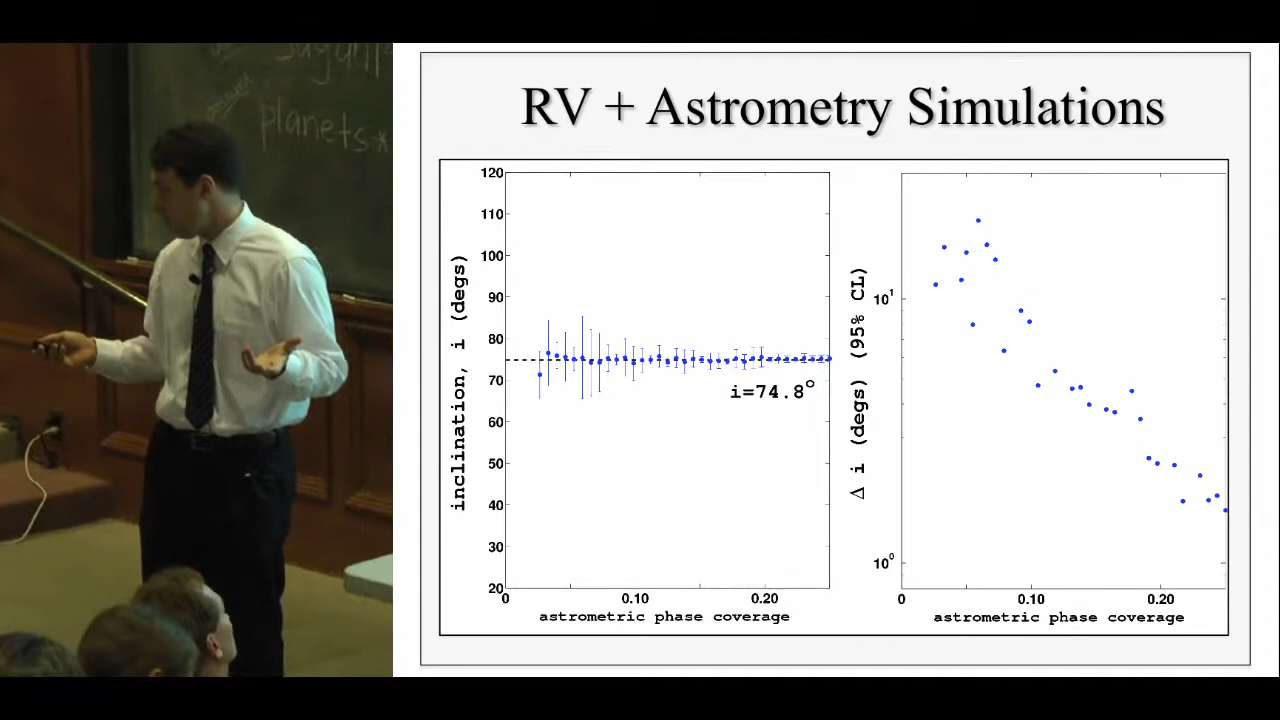 planets*
RV + Astrometry Simulations
120
110
100
90
80
70
60
50
40
30
20
inclination, i (degs)
i=74.8°
0
0.10
0.20
astrometric phase coverage
10¹
10⁰
Δ i (degs) (95% CL)
0
0.10
0.20
astrometric phase coverage